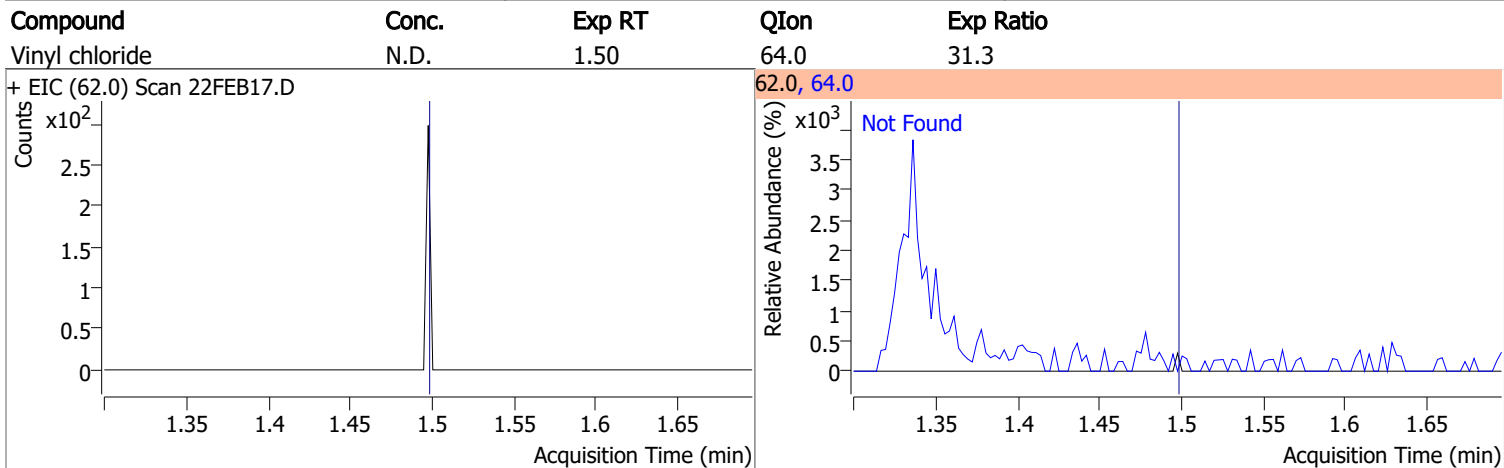 Compound Conc. Exp RT QIon Exp Ratio
Vinyl chloride N.D. 1.50 64.0 31.3
+ EIC (62.0) Scan 22FEB17.D
Counts
x10²
2.5
2
1.5
1
0.5
0
1.35 1.4 1.45 1.5 1.55 1.6 1.65
Acquisition Time (min)
62.0, 64.0
Relative Abundance (%)
x10³
Not Found
3.5
3
2.5
2
1.5
1
0.5
0
1.35 1.4 1.45 1.5 1.55 1.6 1.65
Acquisition Time (min)